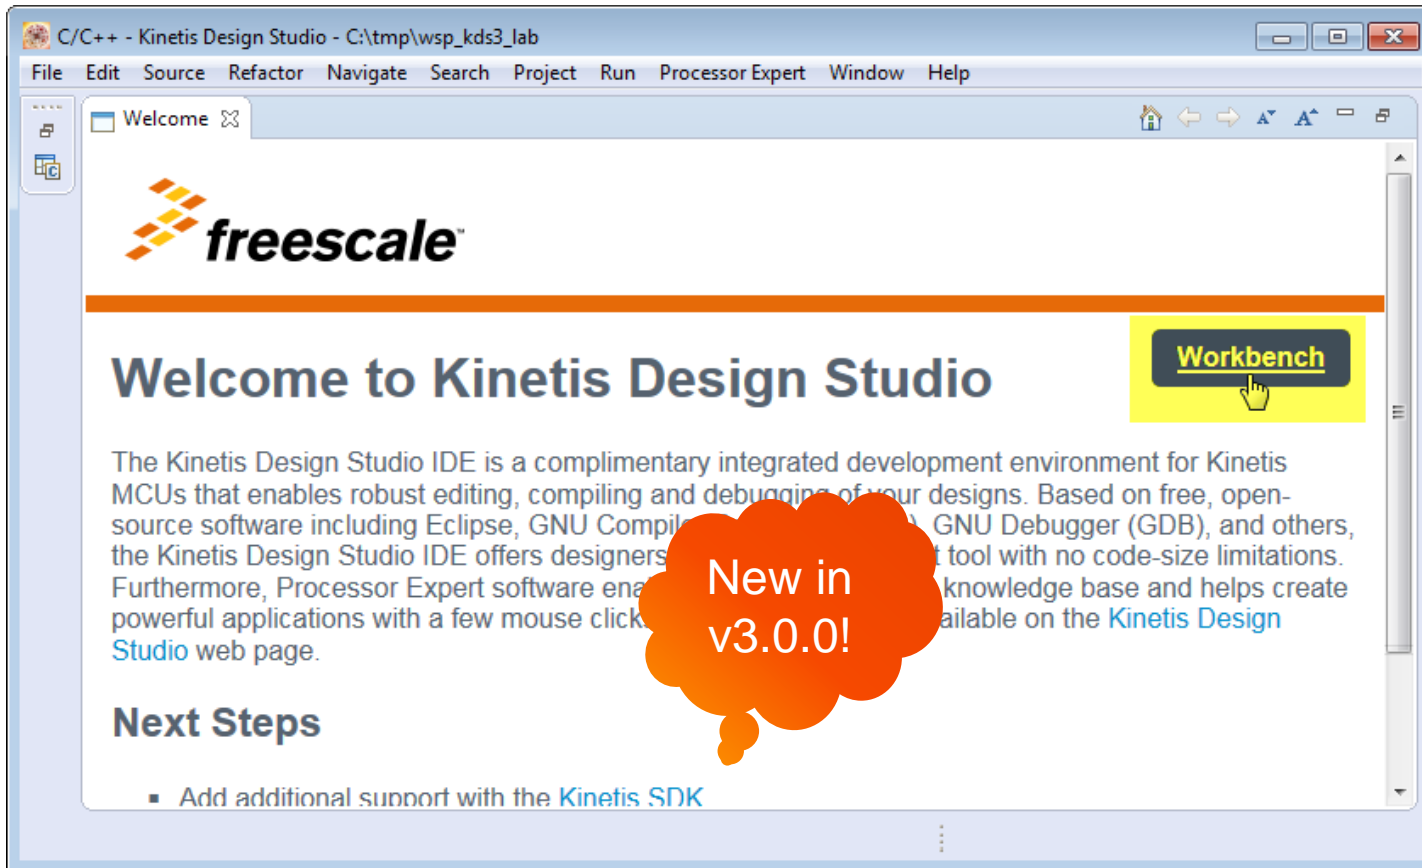 C/C++ - Kinetis Design Studio - C:\tmp\wsp_kds3_lab
File Edit Source Refactor Navigate Search Project Run Processor Expert Window Help
Welcome
freescale™
Workbench
Welcome to Kinetis Design Studio
The Kinetis Design Studio IDE is a complimentary integrated development environment for Kinetis
MCUs that enables robust editing, compiling and debugging of your designs. Based on free, open-
source software including Eclipse, GNU , GNU Debugger (GDB), and others,
the Kinetis Design Studio IDE offers designers tool with no code-size limitations.
Furthermore, Processor Expert software knowledge base and helps create
powerful applications with a few mouse on the Kinetis Design
Studio web page.
New in
v3.0.0!
Next Steps
▪ Add additional support with the Kinetis SDK